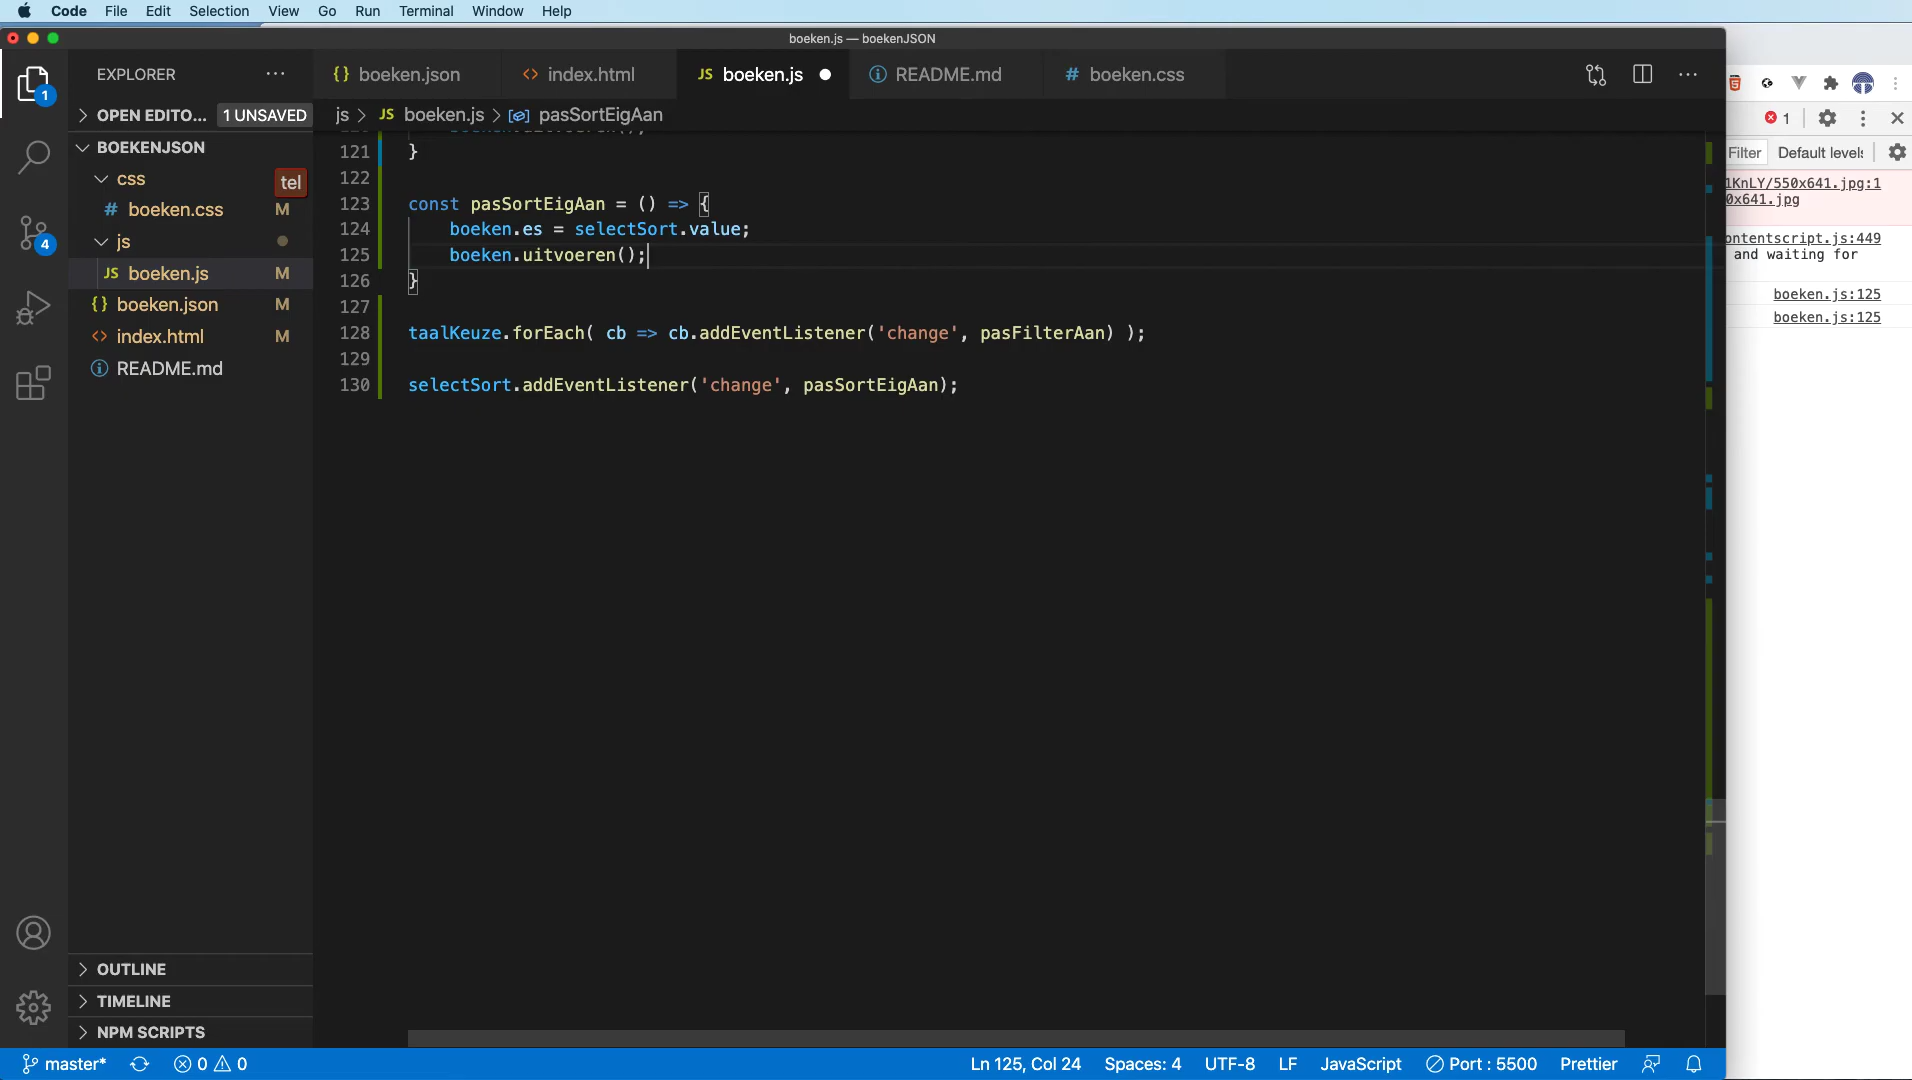 Code File Edit Selection View Go Run Terminal Window Help
boeken.js — boekenJSON
EXPLORER
1
boeken.json
index.html
JS boeken.js
README.md
# boeken.css
OPEN EDITO... 1 UNSAVED
BOEKENJSON
css
tel
# boeken.css M
js
JS boeken.js M
{} boeken.json M
<> index.html M
README.md
4
js > JS boeken.js > pasSortEigAan
121 }
122
123 const pasSortEigAan = () => {
124 boeken.es = selectSort.value;
125 boeken.uitvoeren();
126 }
127
128 taalKeuze.forEach( cb => cb.addEventListener('change', pasFilterAan) );
129
130 selectSort.addEventListener('change', pasSortEigAan);
1
Filter Default levels
1KnLY/550x641.jpg:1
0x641.jpg
ontentscript.js:449
and waiting for
boeken.js:125
boeken.js:125
OUTLINE
TIMELINE
NPM SCRIPTS
master* 0 0 Ln 125, Col 24 Spaces: 4 UTF-8 LF JavaScript Port : 5500 Prettier